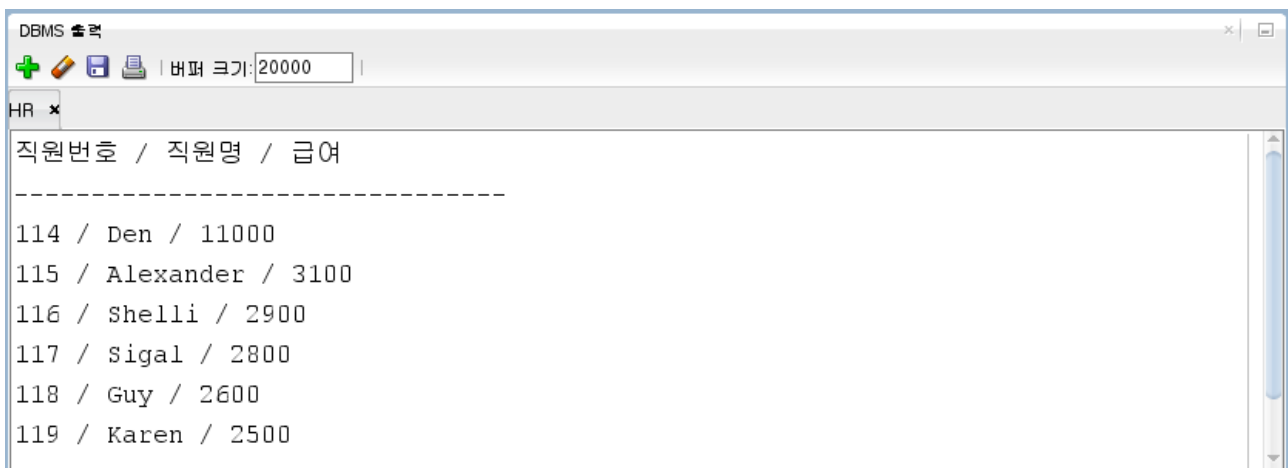 DBMS 출력
버퍼 크기:20000
HR
직원번호 / 직원명 / 급여
--------------------------------
114 / Den / 11000
115 / Alexander / 3100
116 / Shelli / 2900
117 / Sigal / 2800
118 / Guy / 2600
119 / Karen / 2500